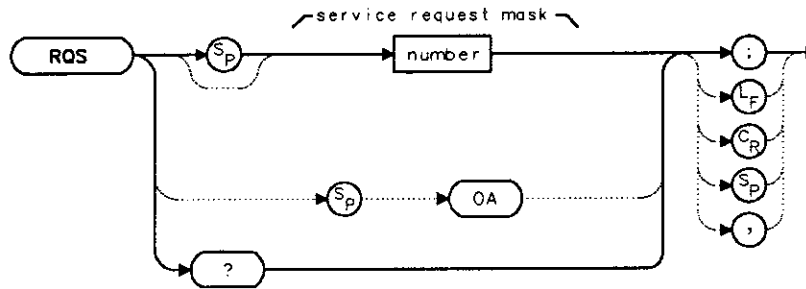 service request mask
RQS
SP
number
;
LF
CR
SP
OA
SP
,
?